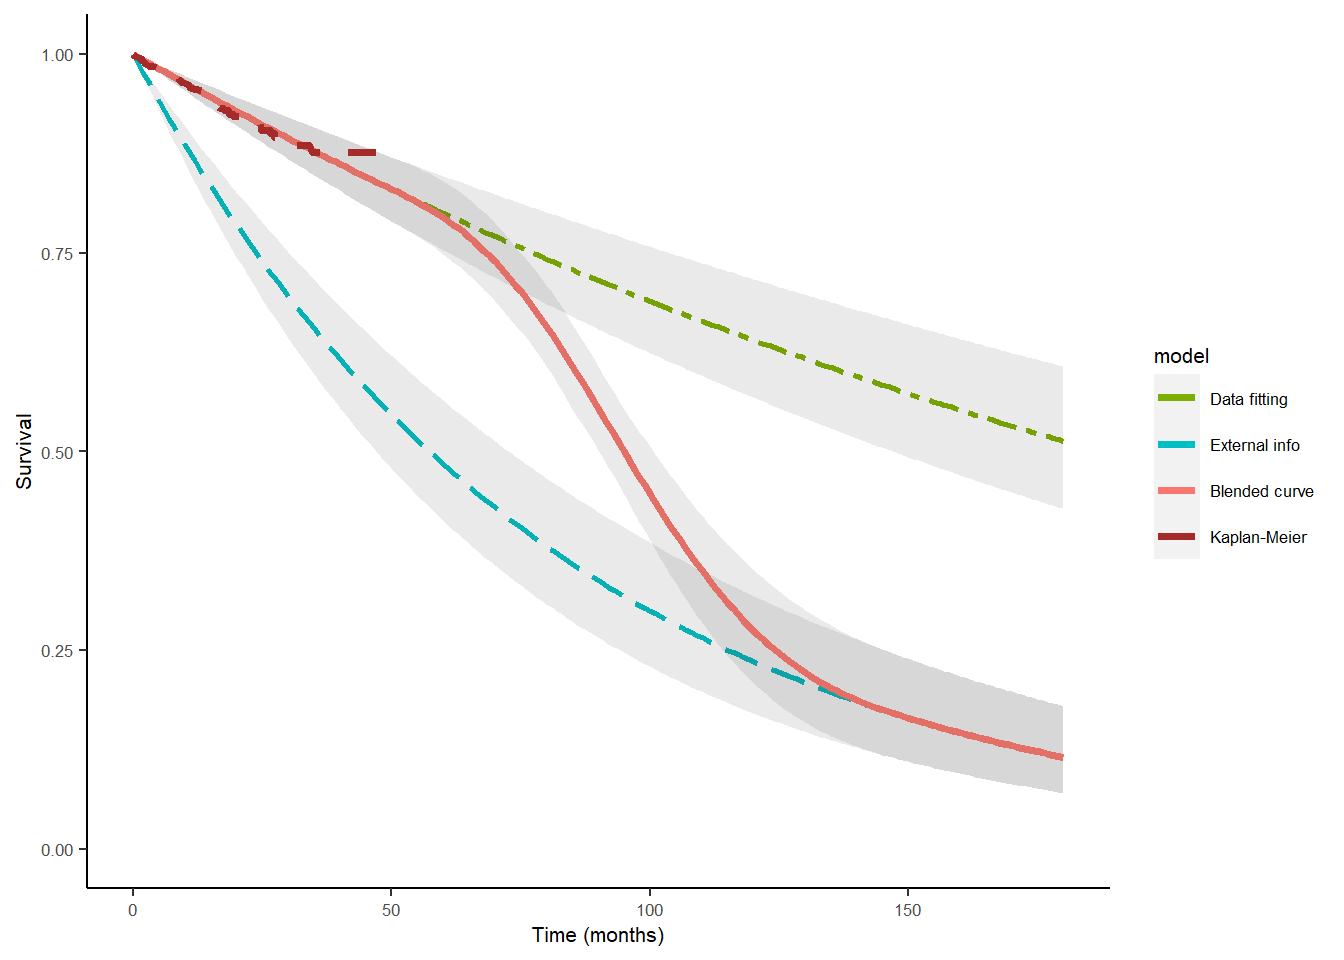 1.00
0.75
0.50
0.25
0.00
Survival
0
50
100
150
Time (months)
model
Data fitting
External info
Blended curve
Kaplan-Meier